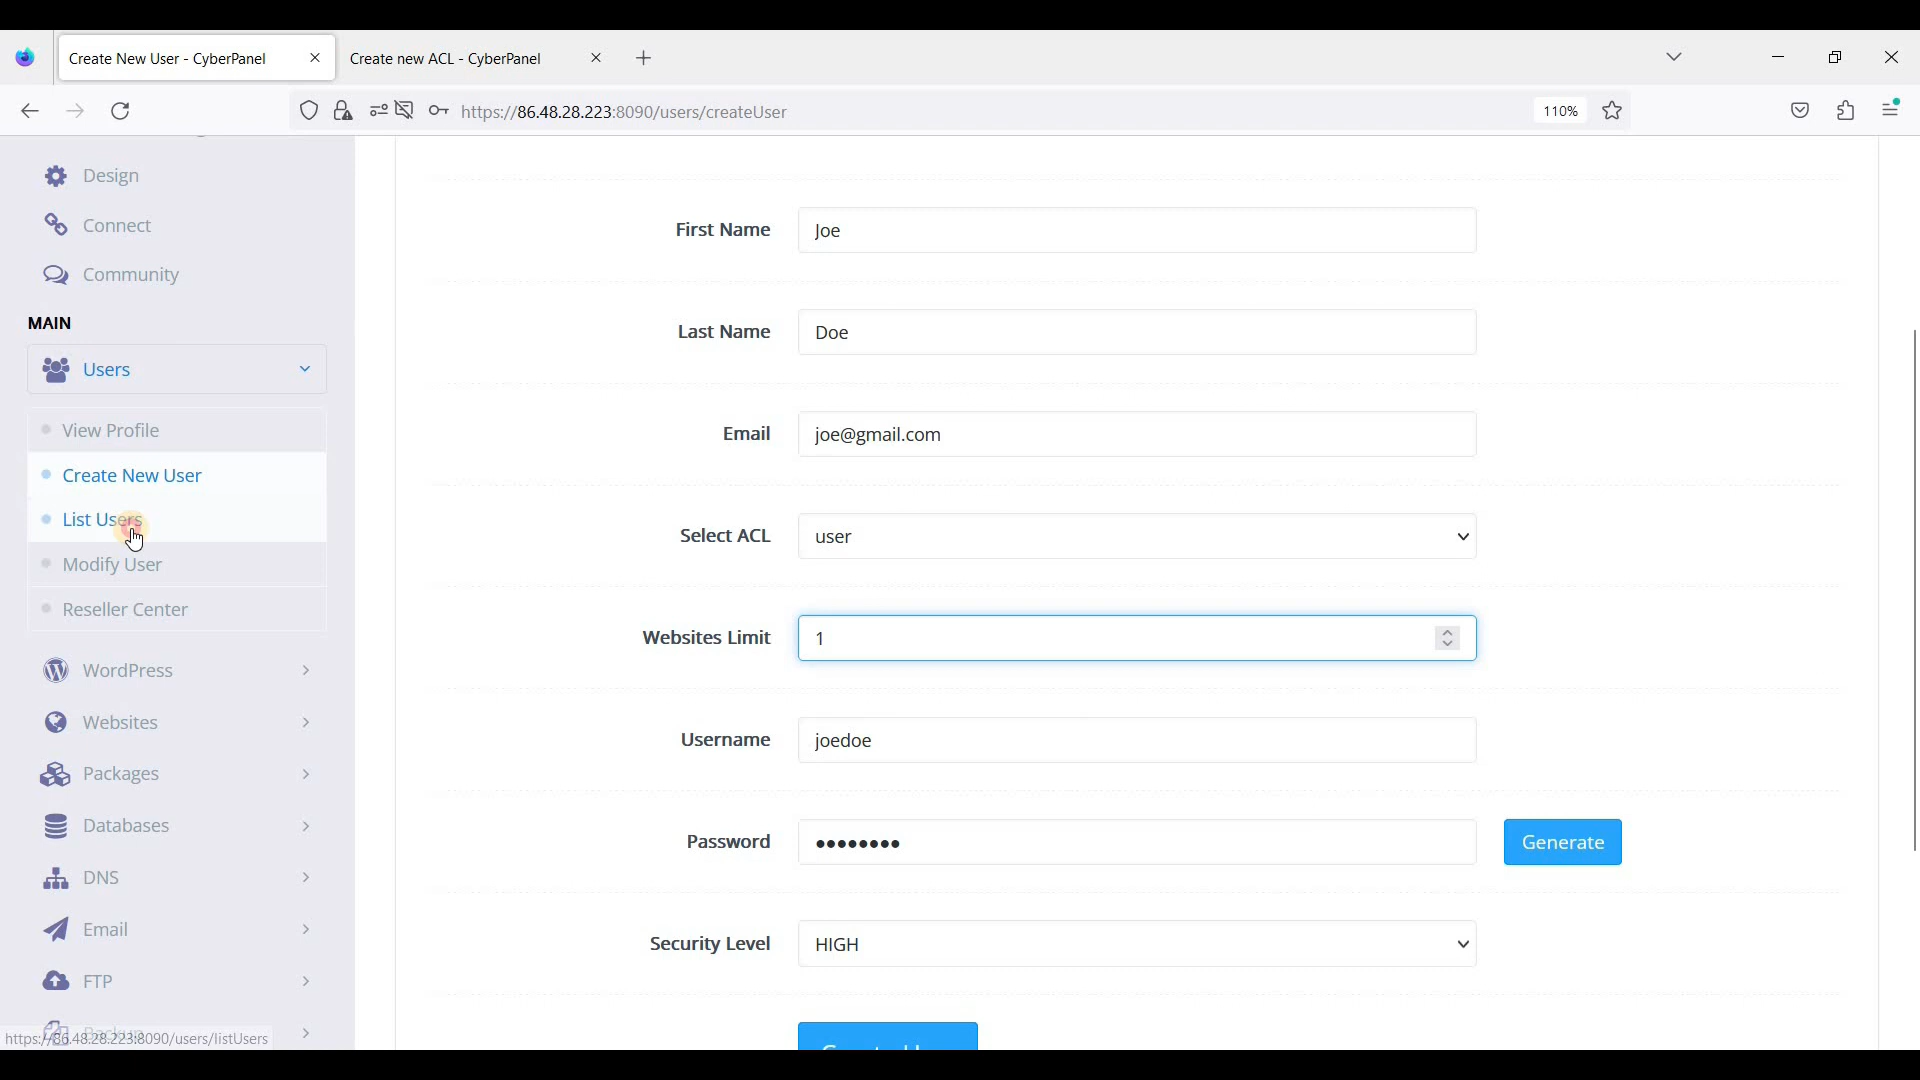 Create New User - CyberPanel
Create new ACL - CyberPanel
https://86.48.28.223:8090/users/createUser
110%
Design
Connect
Community
MAIN
Users
View Profile
Create New User
List Users
Modify User
Reseller Center
WordPress
Websites
Packages
Databases
DNS
Email
FTP
Backup
https://86.48.28.223:8090/users/listUsers
First Name
Joe
Last Name
Doe
Email
joe@gmail.com
Select ACL
user
Websites Limit
1
Username
joedoe
Password
••••••••
Generate
Security Level
HIGH